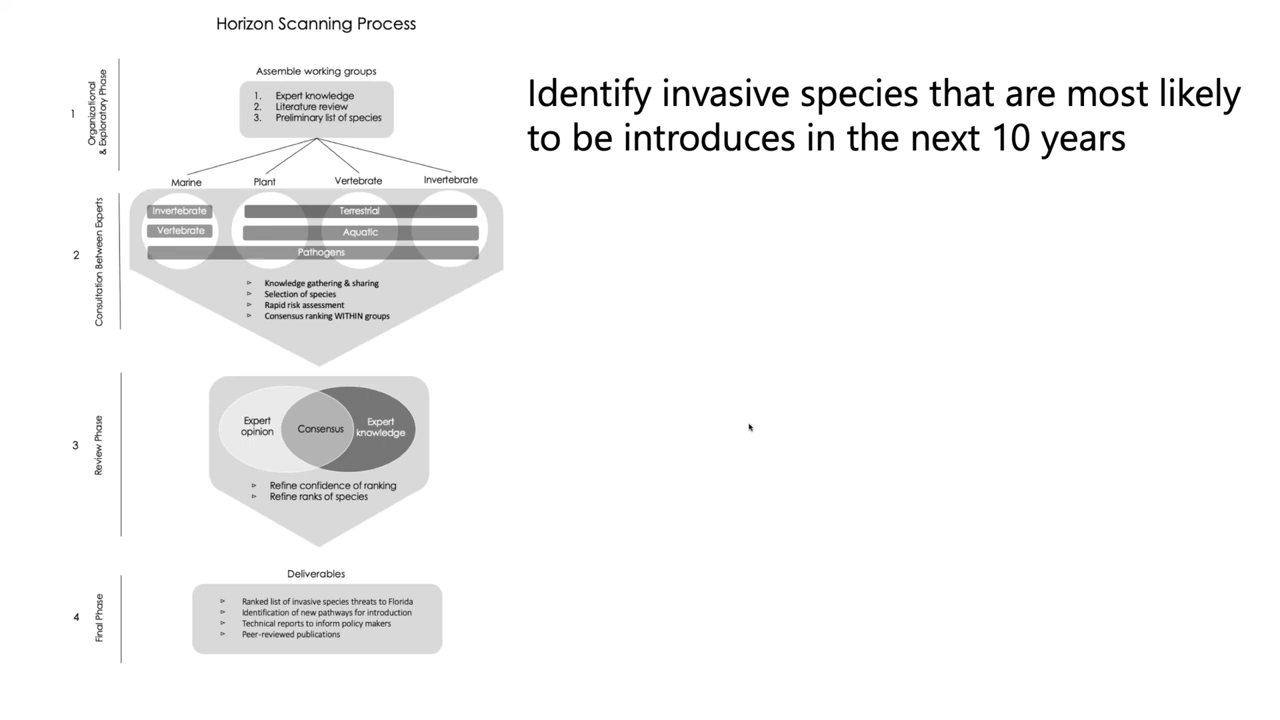 Horizon Scanning Process
Identify invasive species that are most likely
to be introduces in the next 10 years
1
Organizational
& Exploratory Phase
Assemble working groups
1. Expert knowledge
2. Literature review
3. Preliminary list of species
Marine Plant Vertebrate Invertebrate
2
Consultation Between Experts
Invertebrate Terrestrial
Vertebrate Aquatic
Pathogens
▹ Knowledge gathering & sharing
▹ Selection of species
▹ Rapid risk assessment
▹ Consensus ranking WITHIN groups
3
Review Phase
Expert
opinion
Consensus
Expert
knowledge
▹ Refine confidence of ranking
▹ Refine ranks of species
4
Final Phase
Deliverables
▹ Ranked list of invasive species threats to Florida
▹ Identification of new pathways for introduction
▹ Technical reports to inform policy makers
▹ Peer-reviewed publications